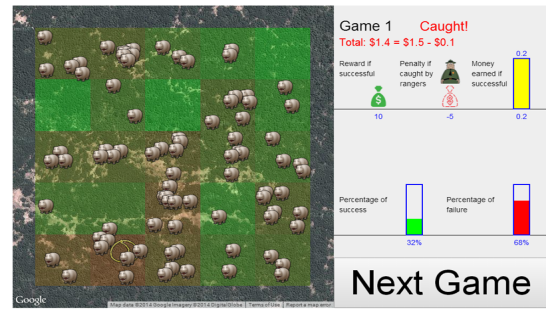 Game 1 Caught!
Total: $1.4 = $1.5 - $0.1
Reward if successful
Penalty if caught by rangers
Money earned if successful
0.2
10
-5
0.2
Percentage of success
Percentage of failure
32%
68%
Next Game
Google
Map data ©2014 Google Imagery ©2014 DigitalGlobe | Terms of Use | Report a map error